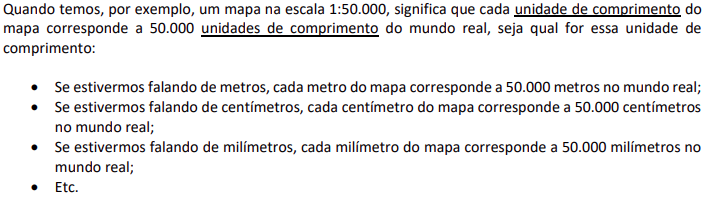 Quando temos, por exemplo, um mapa na escala 1:50.000, significa que cada unidade de comprimento do
mapa corresponde a 50.000 unidades de comprimento do mundo real, seja qual for essa unidade de
comprimento:
• Se estivermos falando de metros, cada metro do mapa corresponde a 50.000 metros no mundo real;
• Se estivermos falando de centímetros, cada centímetro do mapa corresponde a 50.000 centímetros
no mundo real;
• Se estivermos falando de milímetros, cada milímetro do mapa corresponde a 50.000 milímetros no
mundo real;
• Etc.